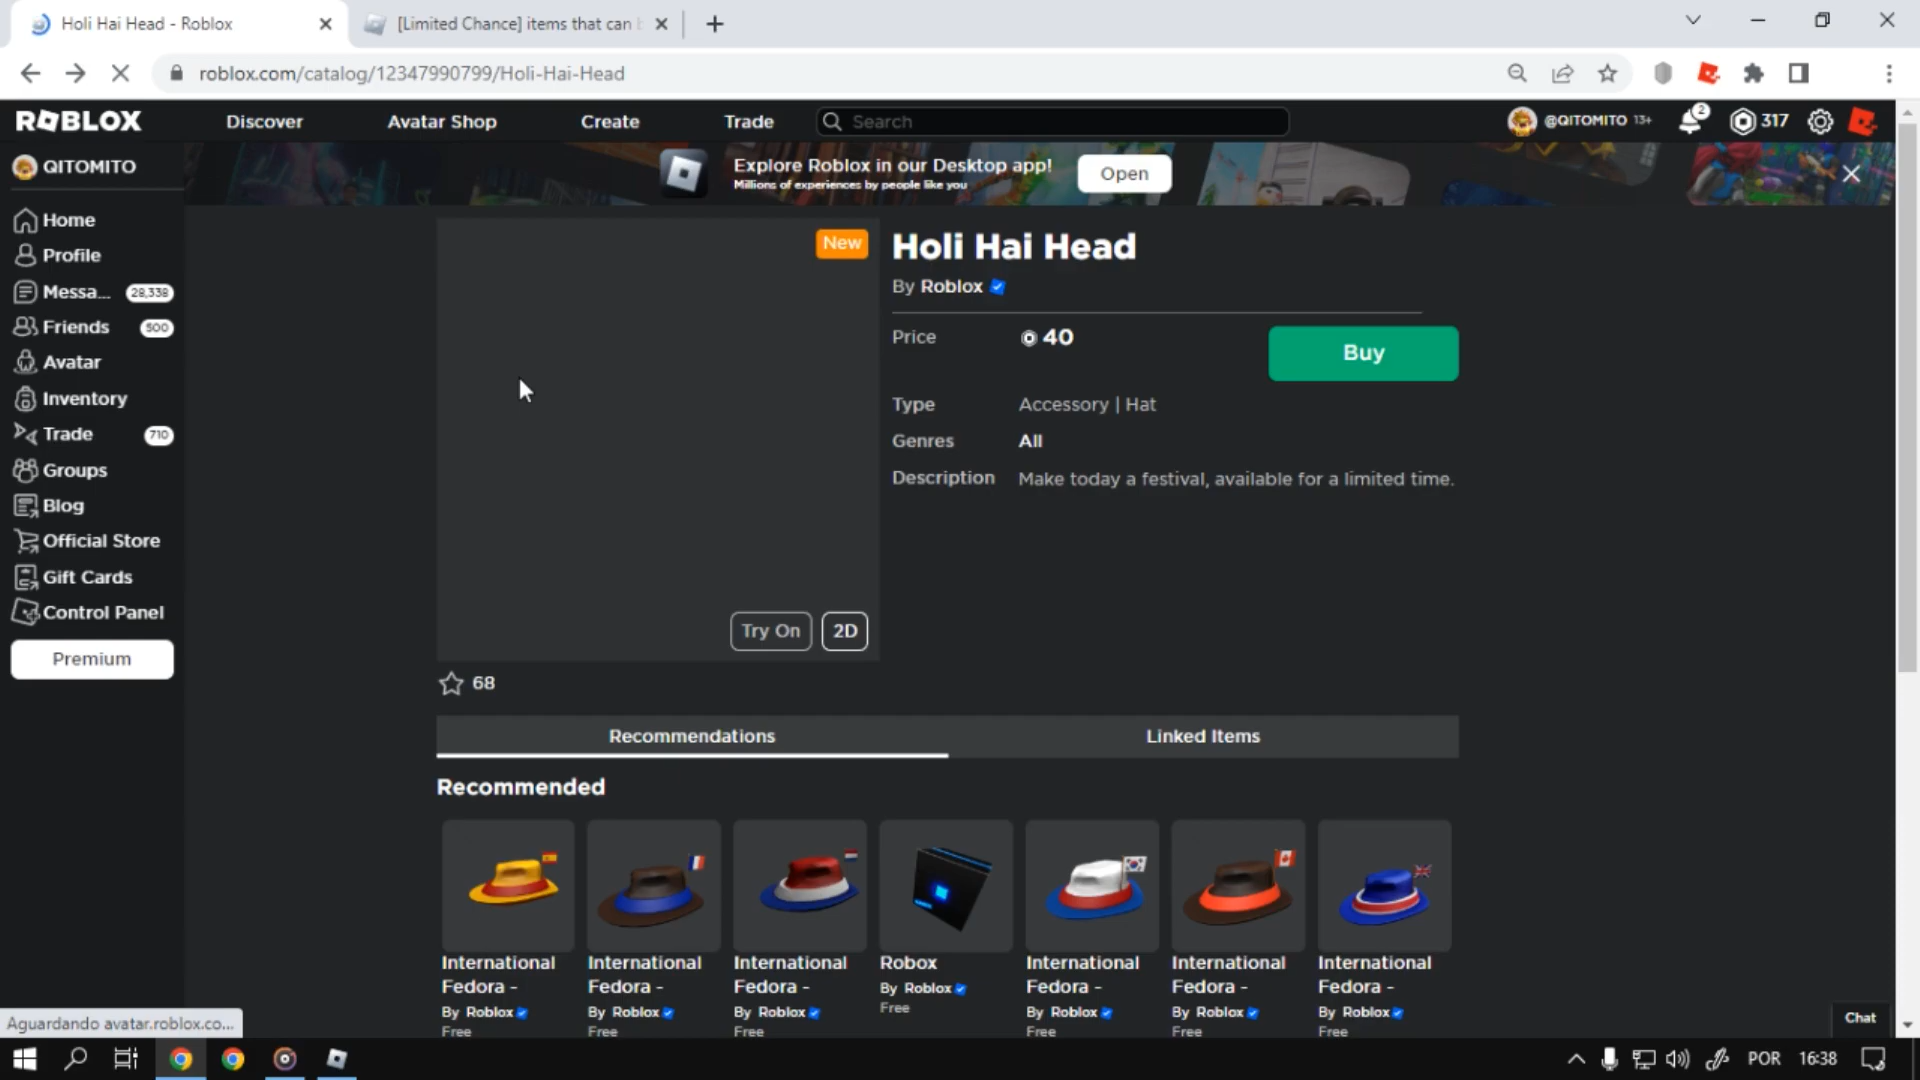 Holi Hai Head - Roblox
[Limited Chance] items that can
roblox.com/catalog/12347990799/Holi-Hai-Head
ROBLOX
Discover
Avatar Shop
Create
Trade
Search
@QITOMITO 13+
2
317
QITOMITO
Explore Roblox in our Desktop app!
Millions of experiences by people like you
Open
Home
Profile
Messa... 28,338
Friends 500
Avatar
Inventory
Trade 710
Groups
Blog
Official Store
Gift Cards
Control Panel
Premium
New
Try On
2D
68
Holi Hai Head
By Roblox
Price 40
Buy
Type Accessory | Hat
Genres All
Description Make today a festival, available for a limited time.
Recommendations
Linked Items
Recommended
International
Fedora -
By Roblox
Free
International
Fedora -
By Roblox
Free
International
Fedora -
By Roblox
Free
Robox
By Roblox
Free
International
Fedora -
By Roblox
Free
International
Fedora -
By Roblox
Free
International
Fedora -
By Roblox
Free
Chat
Aguardando avatar.roblox.co...
POR
16:38